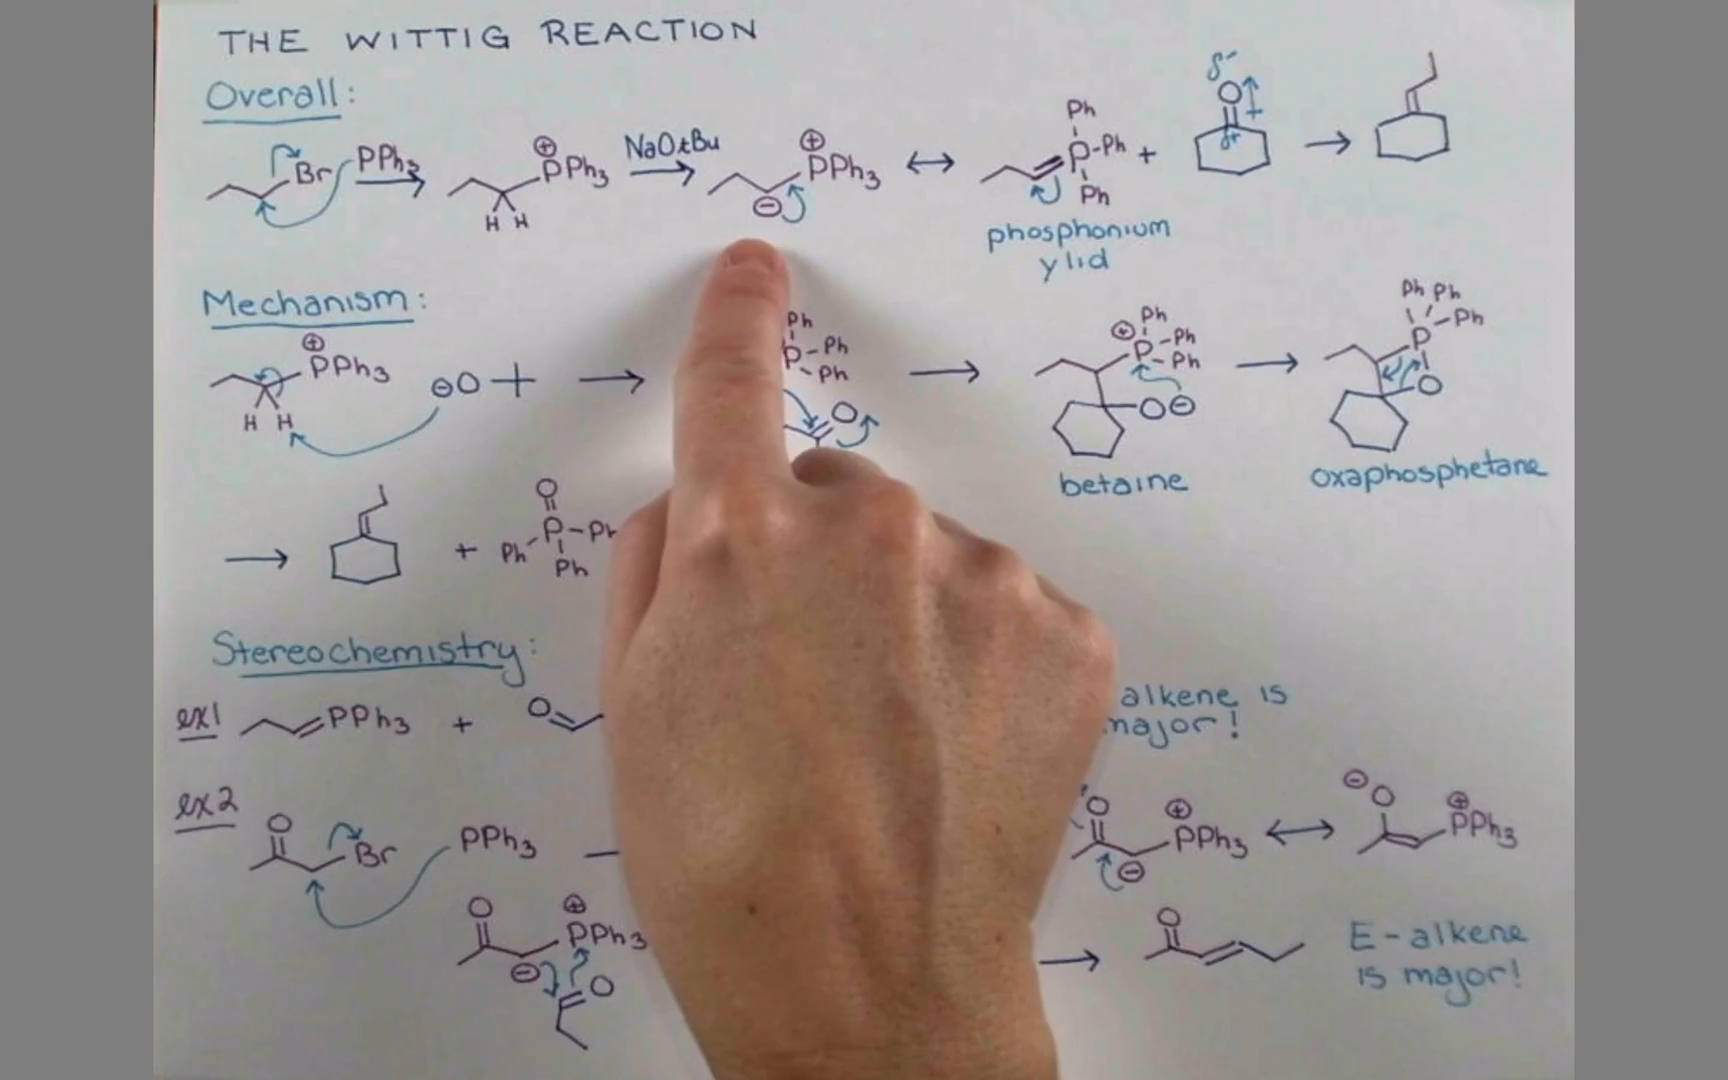 THE WITTIG REACTION
Overall:
Br PPh3 ⊕ PPh3 H H NaOtBu ⊕ PPh3 ⊖ ↔ Ph P-Ph Ph + δ- O δ+
phosphonium
ylid
Mechanism:
⊕ PPh3 H H ⊖O Ph P-Ph Ph O ⊕ Ph P Ph Ph O⊖ Ph Ph P Ph O
betaine oxaphosphetane
+ O Ph P Ph Ph
Stereochemistry:
ex1 PPh3 + O alkene is
major!
ex2 O Br PPh3 O ⊕ PPh3 ⊖ ↔ ⊖ O ⊕ PPh3
O ⊕ PPh3 ⊖ O O E-alkene
is major!